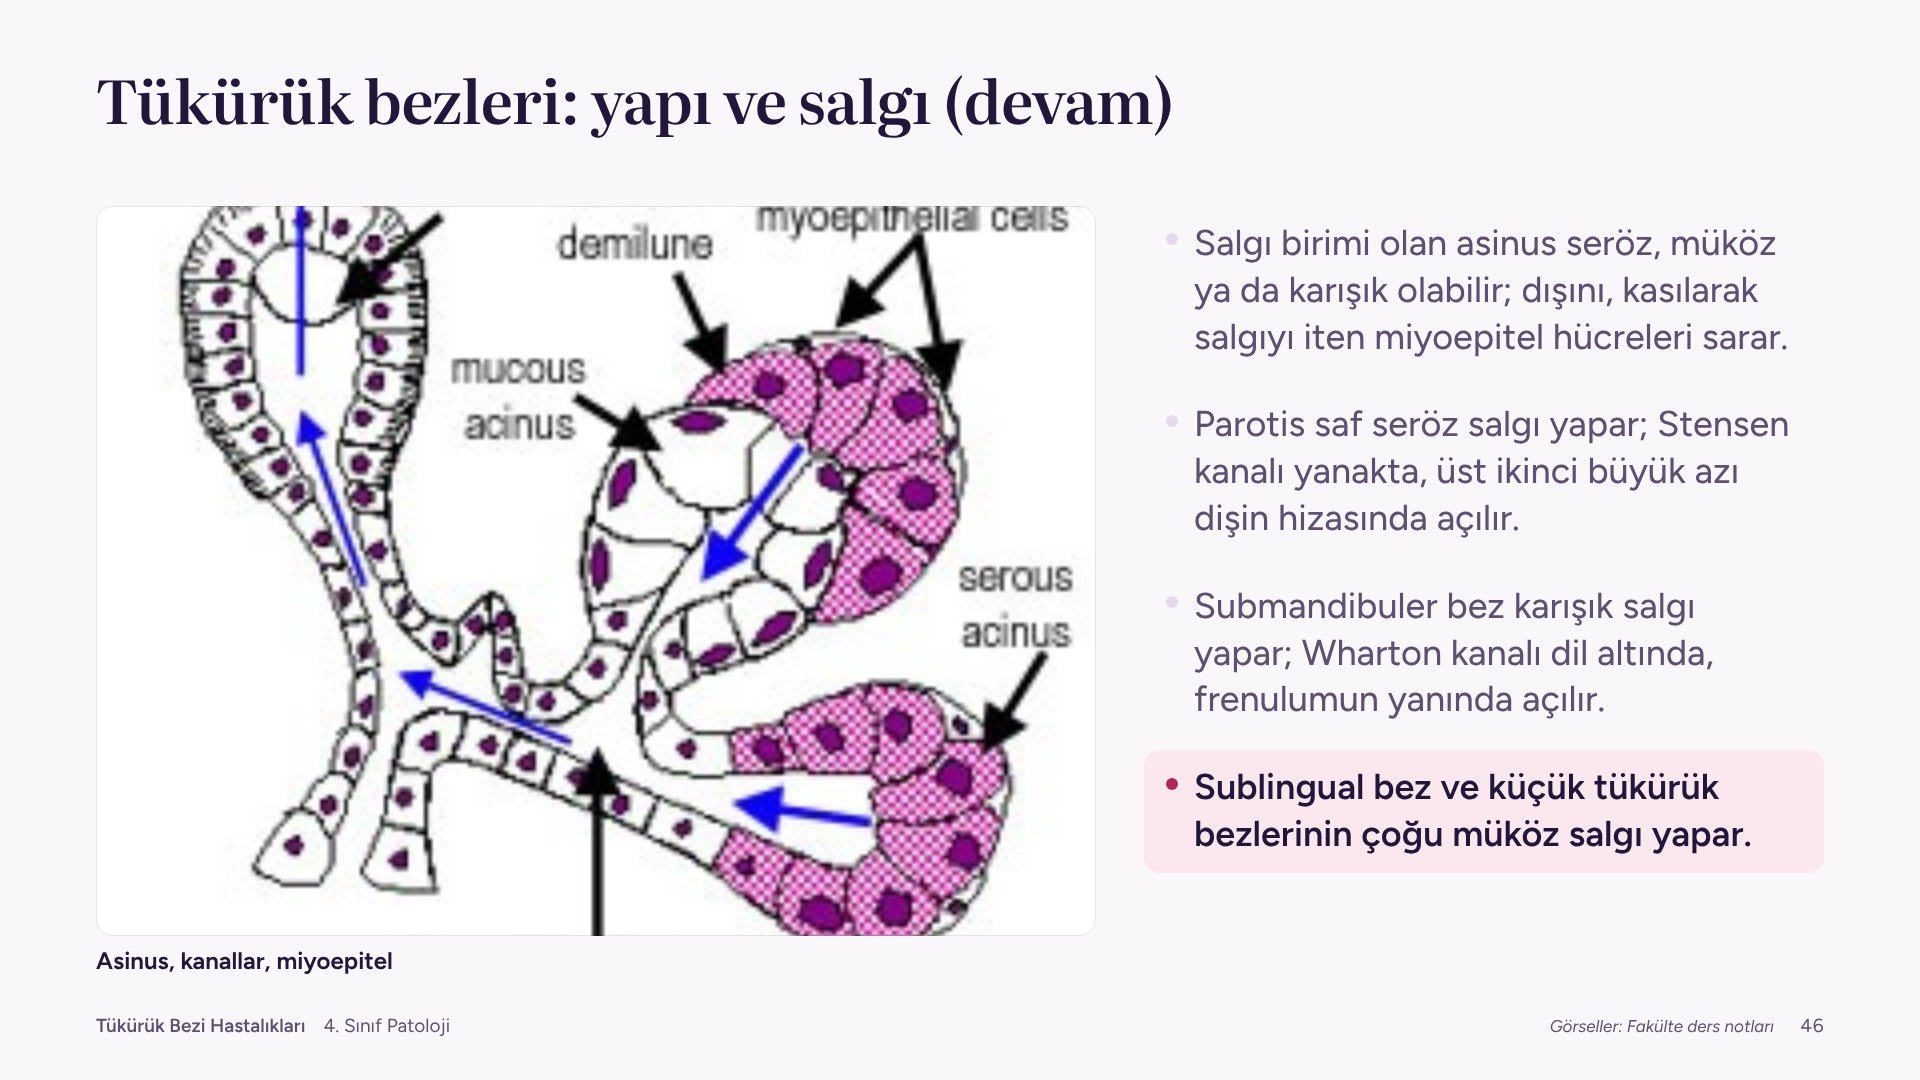 Tükürük bezleri: yapı ve salgı (devam)
demilune
myoepithelial cells
mucous
acinus
serous
acinus
Asinus, kanallar, miyoepitel
Salgı birimi olan asinus seröz, müköz
ya da karışık olabilir; dışını, kasılarak
salgıyı iten miyoepitel hücreleri sarar.
Parotis saf seröz salgı yapar; Stensen
kanalı yanakta, üst ikinci büyük azı
dişin hizasında açılır.
Submandibuler bez karışık salgı
yapar; Wharton kanalı dil altında,
frenulumun yanında açılır.
Sublingual bez ve küçük tükürük
bezlerinin çoğu müköz salgı yapar.
Tükürük Bezi Hastalıkları 4. Sınıf Patoloji
Görseller: Fakülte ders notları 46